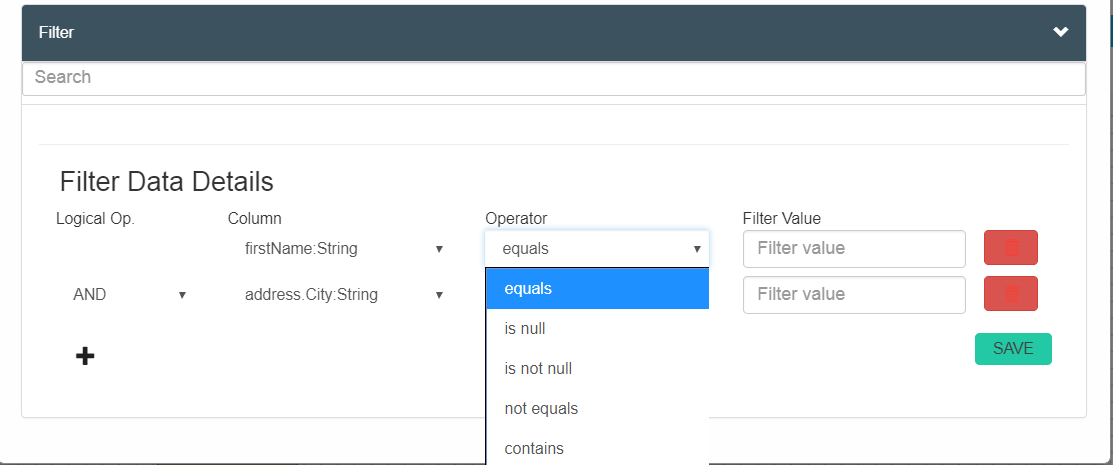 Filter
Search
Filter Data Details
Logical Op. Column Operator Filter Value
firstName:String equals Filter value
AND address.City:String Filter value
equals
is null
is not null
not equals
contains
SAVE